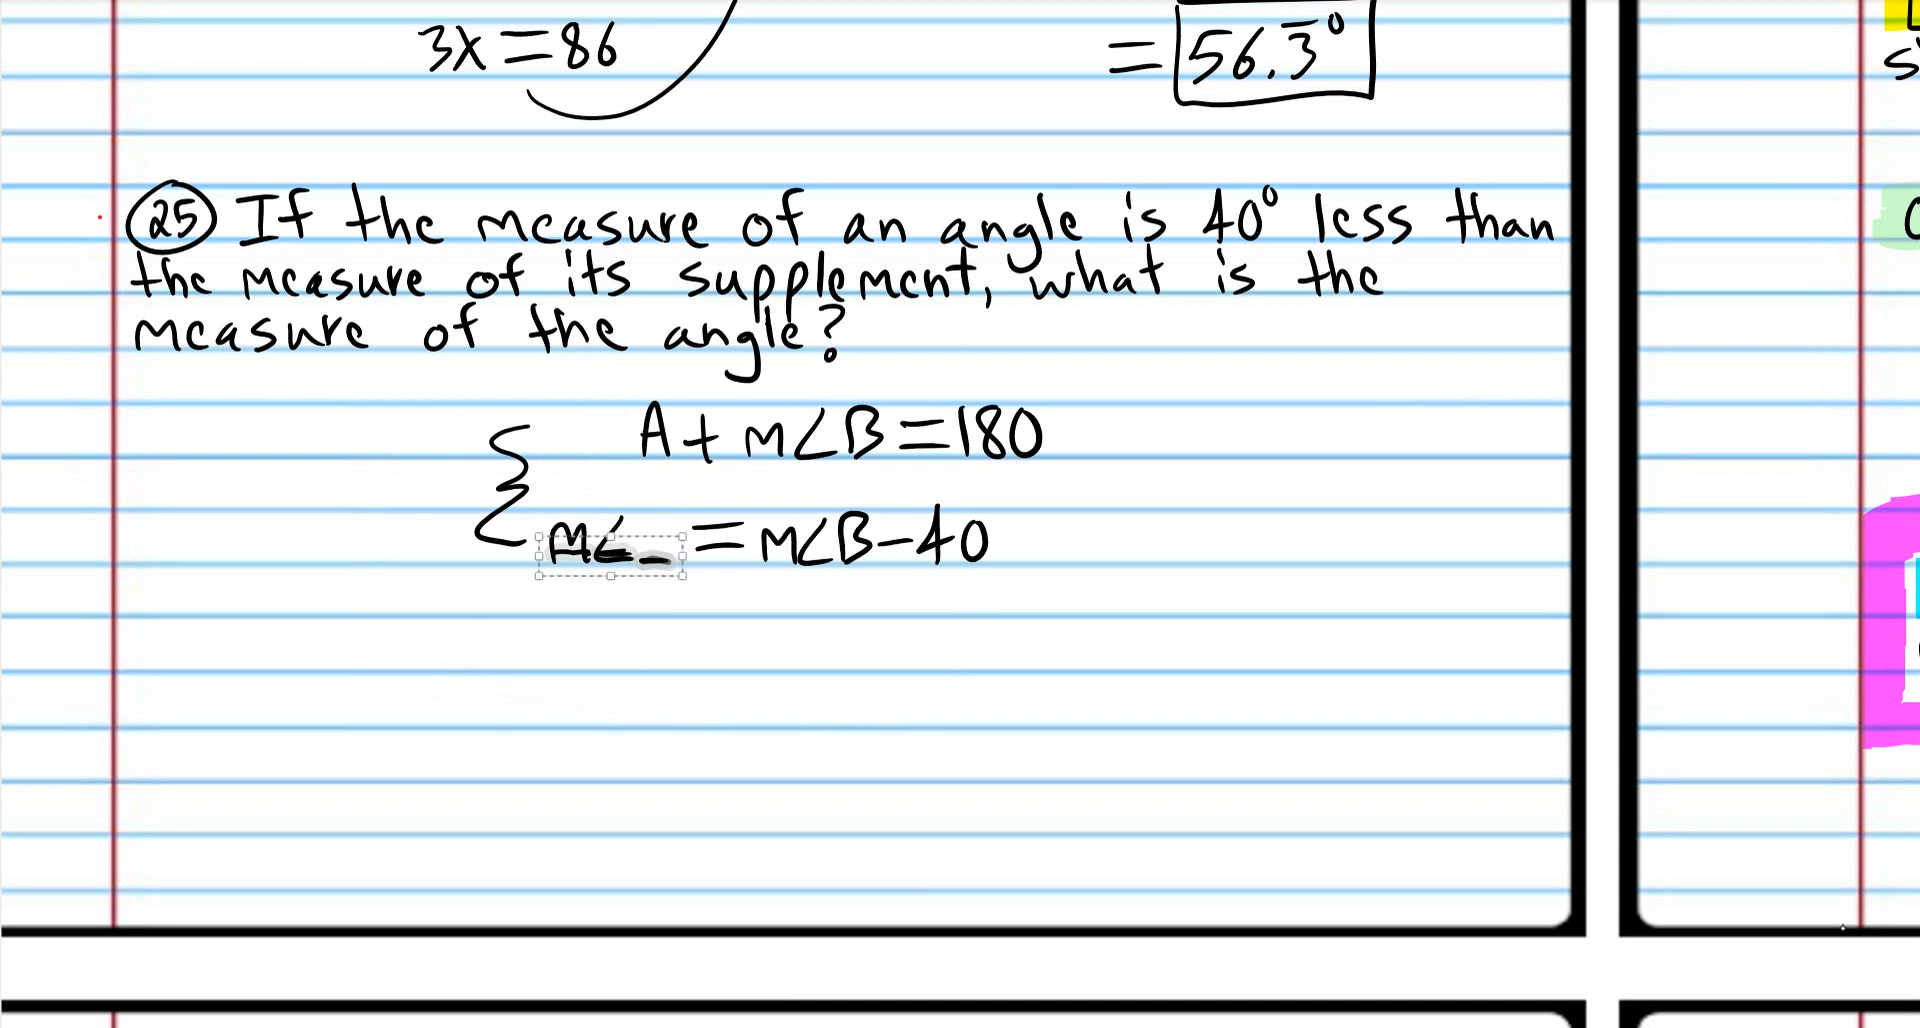 3x=86
= 56.3°
25 If the measure of an angle is 40° less than
the measure of its supplement, what is the
measure of the angle?
A+m∠B=180
m∠_ =m∠B-40